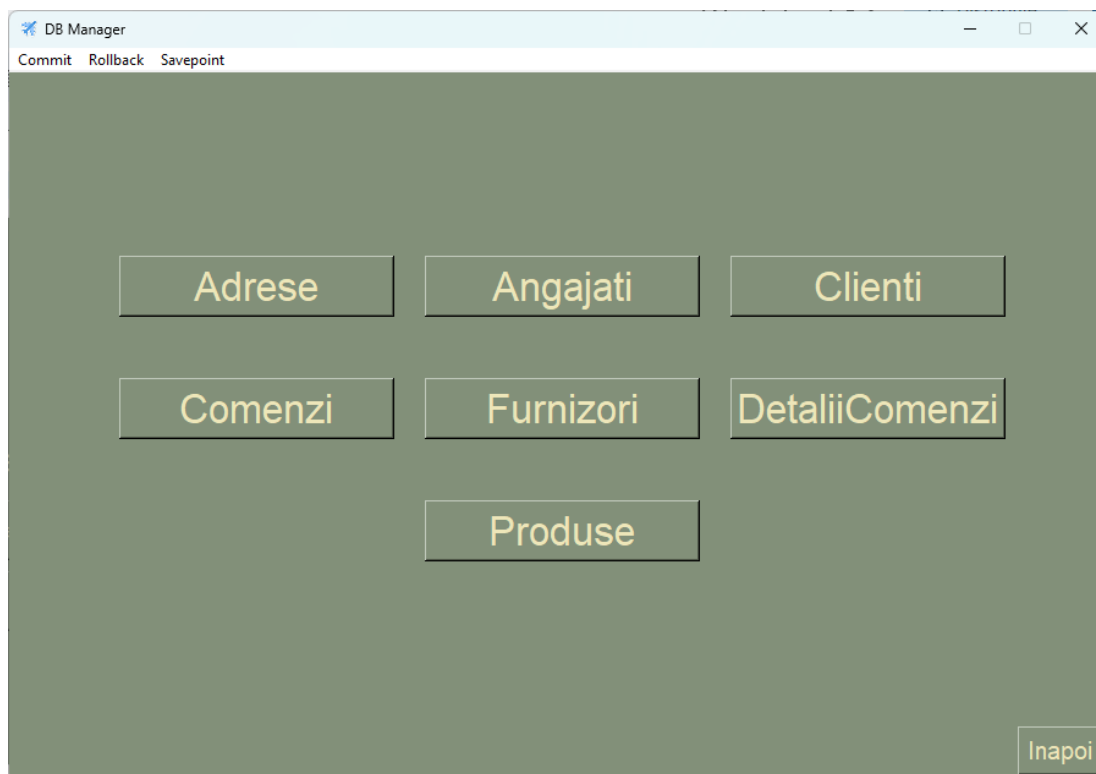 DB Manager
Commit Rollback Savepoint
Adrese Angajati Clienti
Comenzi Furnizori DetaliiComenzi
Produse
Inapoi